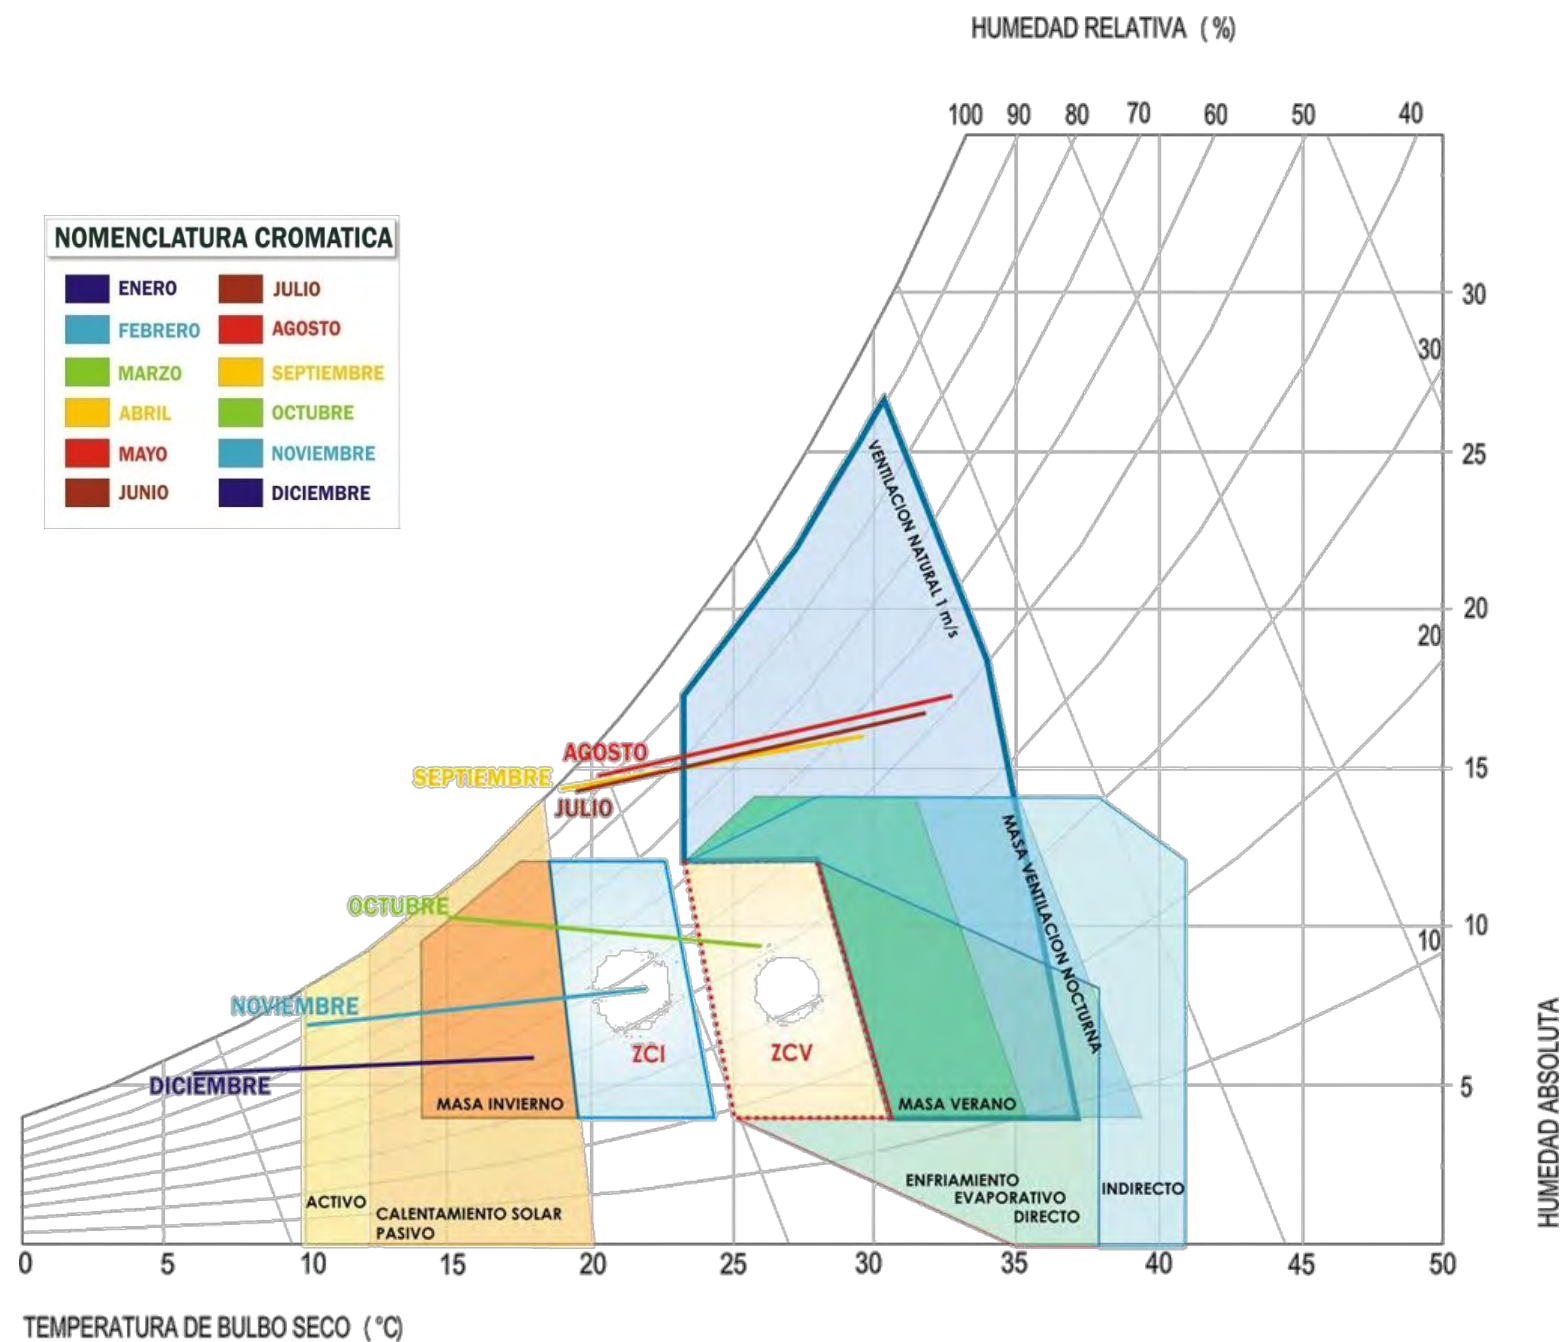 HUMEDAD RELATIVA ( %)
100 90 80 70 60 50 40
NOMENCLATURA CROMATICA
ENERO JULIO
FEBRERO AGOSTO
MARZO SEPTIEMBRE
ABRIL OCTUBRE
MAYO NOVIEMBRE
JUNIO DICIEMBRE
30
30
25
VENTILACION NATURAL 1 m/s
20
20
AGOSTO
SEPTIEMBRE
JULIO
15
MASA VENTILACION NOCTURNA
OCTUBRE
10
10
NOVIEMBRE
ZCI
ZCV
DICIEMBRE
5
MASA INVIERNO
MASA VERANO
HUMEDAD ABSOLUTA
ACTIVO
CALENTAMIENTO SOLAR
PASIVO
ENFRIAMIENTO
EVAPORATIVO
DIRECTO
INDIRECTO
0 5 10 15 20 25 30 35 40 45 50
TEMPERATURA DE BULBO SECO ( °C)